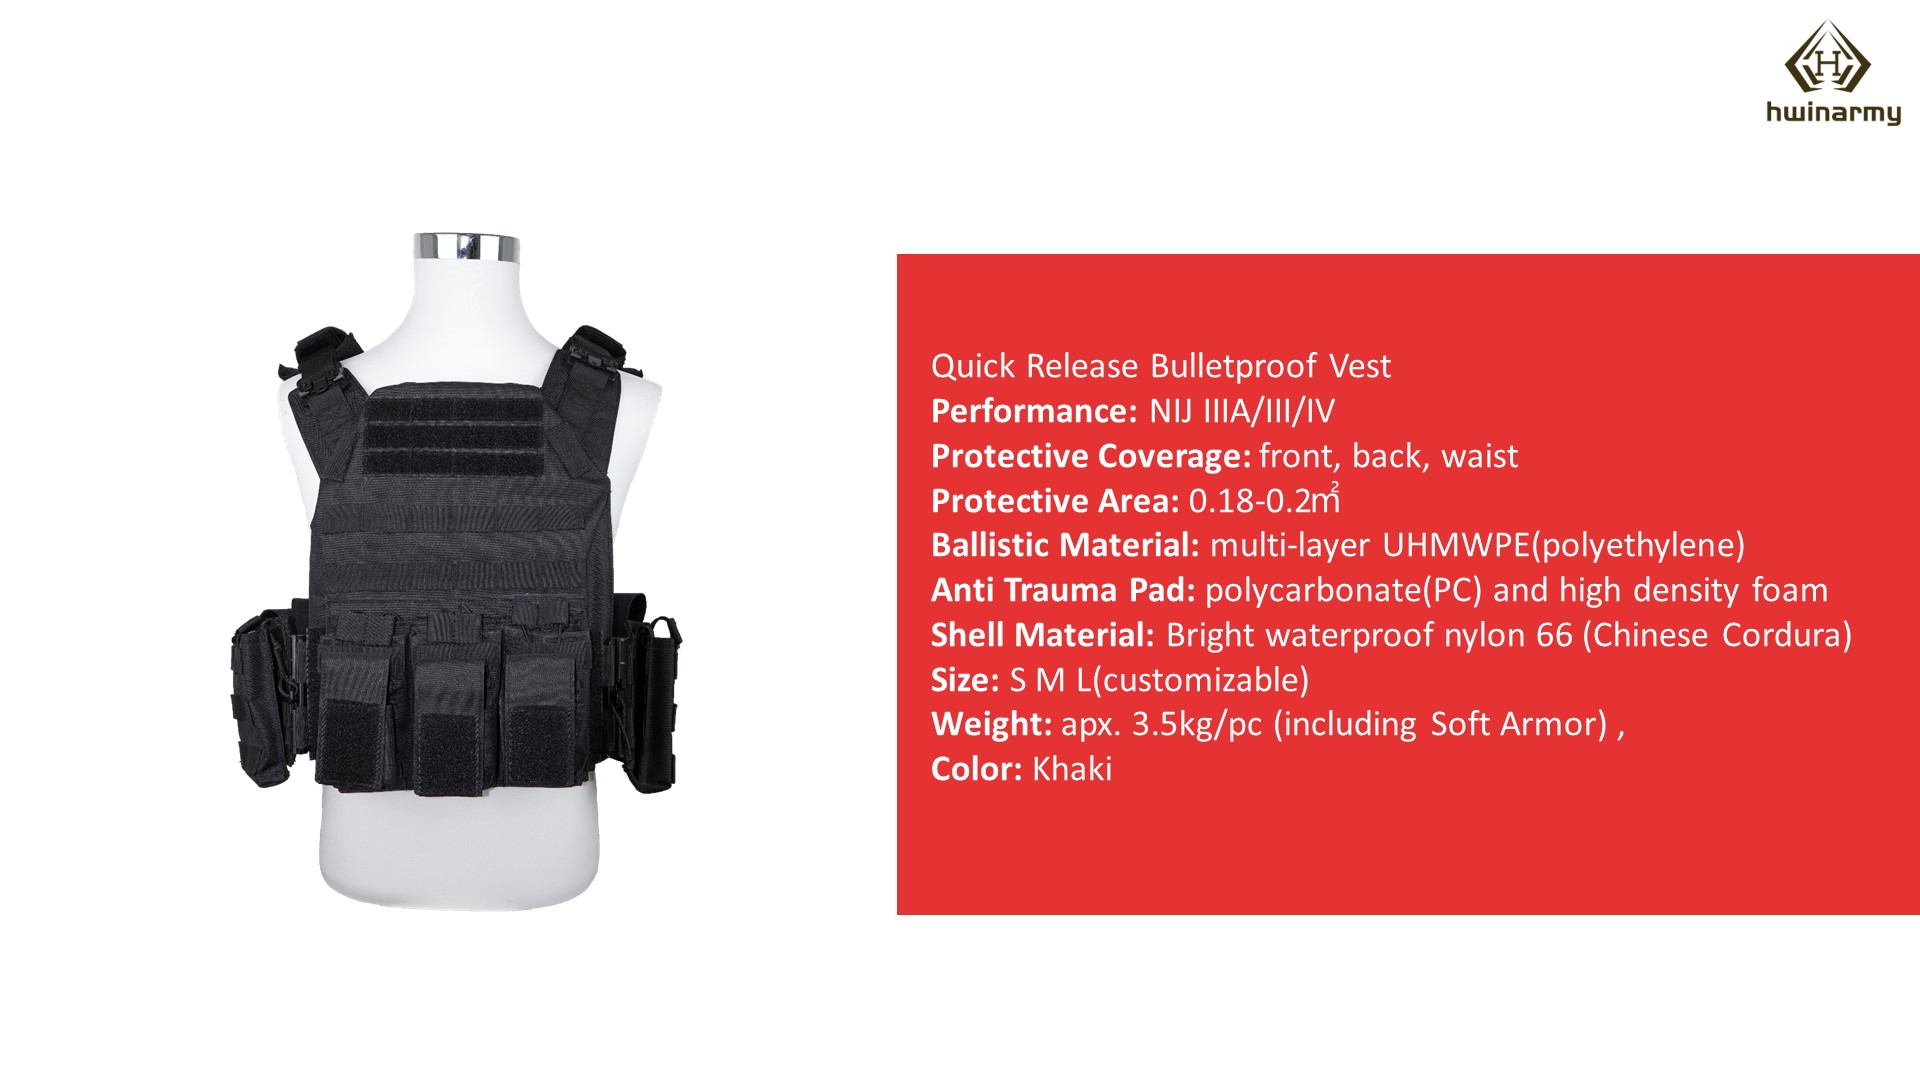 H
hwinarmy
Quick Release Bulletproof Vest
Performance: NIJ IIIA/III/IV
Protective Coverage: front, back, waist
Protective Area: 0.18-0.2㎡
Ballistic Material: multi-layer UHMWPE(polyethylene)
Anti Trauma Pad: polycarbonate(PC) and high density foam
Shell Material: Bright waterproof nylon 66 (Chinese Cordura)
Size: S M L(customizable)
Weight: apx. 3.5kg/pc (including Soft Armor) ,
Color: Khaki